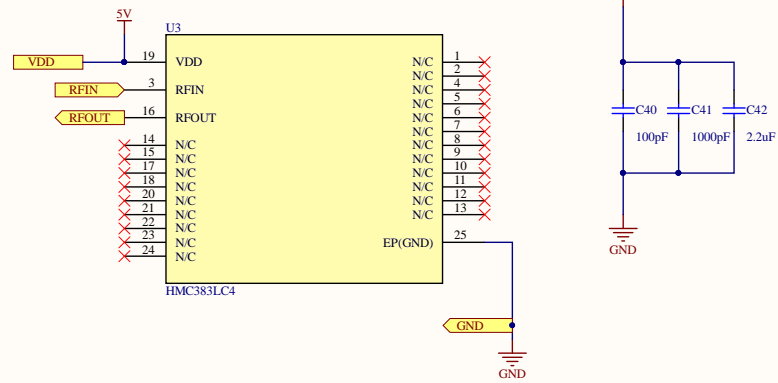 5V
U3
VDD 19 VDD N/C 1
N/C 2
RFIN 3 RFIN N/C 4
N/C 5
RFOUT 16 RFOUT N/C 6
N/C 7
14 N/C N/C 8
15 N/C N/C 9
17 N/C N/C 10
18 N/C N/C 11
20 N/C N/C 12
21 N/C N/C 13
22 N/C
23 N/C EP(GND) 25
24 N/C
HMC383LC4
GND
GND
C40 C41 C42
100pF 1000pF 2.2uF
GND